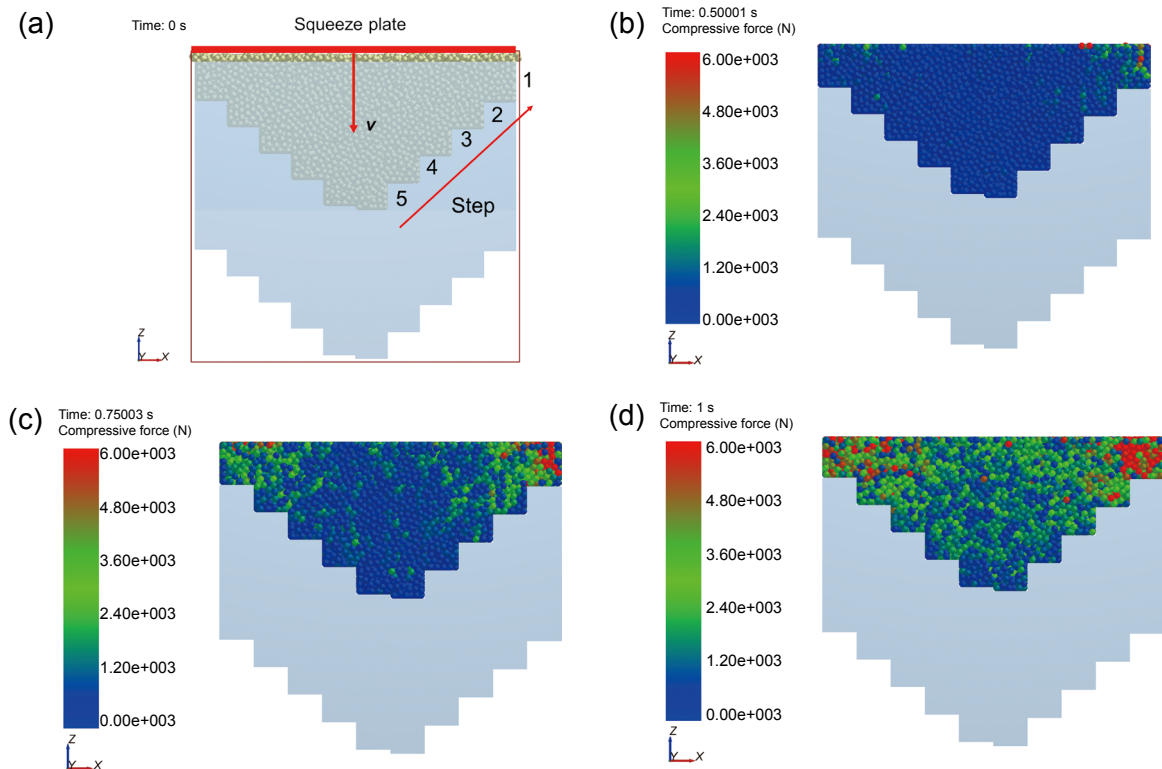 (a)
Time: 0 s
Squeeze plate
v
1
2
3
4
5
Step
Z
Y
X
(b)
Time: 0.50001 s
Compressive force (N)
6.00e+003
4.80e+003
3.60e+003
2.40e+003
1.20e+003
0.00e+003
Z
Y
X
(c)
Time: 0.75003 s
Compressive force (N)
6.00e+003
4.80e+003
3.60e+003
2.40e+003
1.20e+003
0.00e+003
Z
Y
X
(d)
Time: 1 s
Compressive force (N)
6.00e+003
4.80e+003
3.60e+003
2.40e+003
1.20e+003
0.00e+003
Z
Y
X